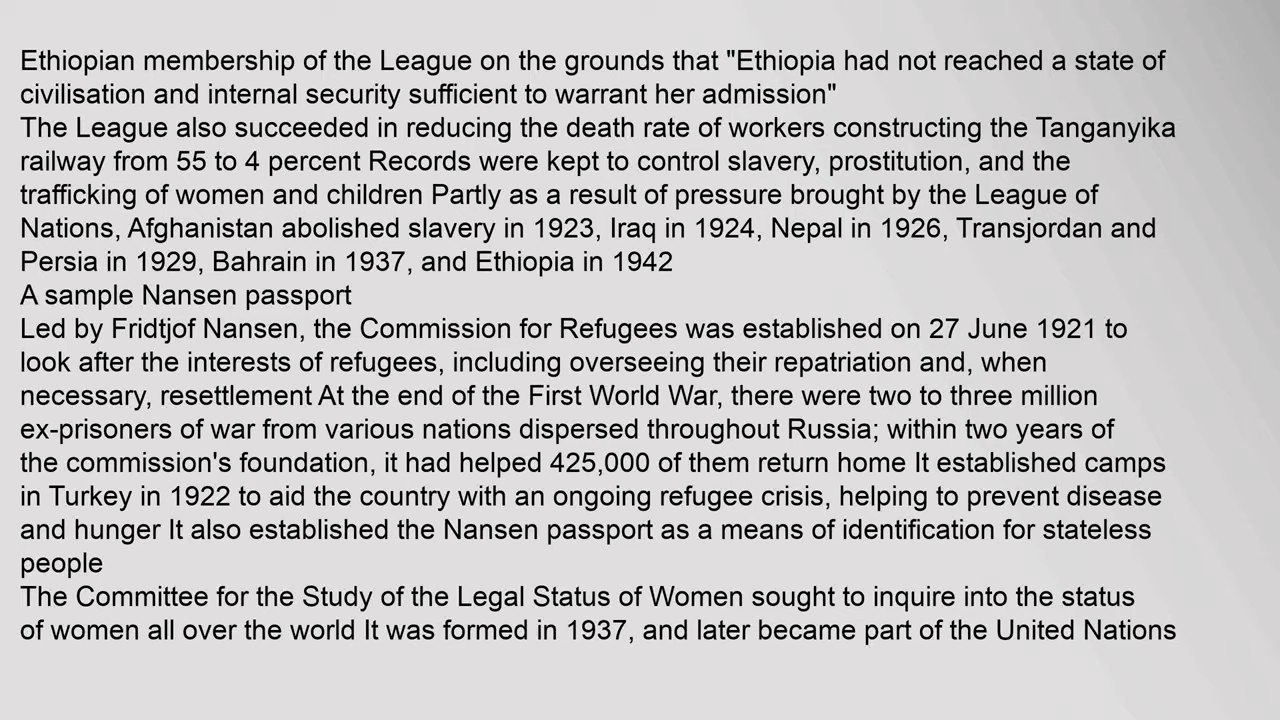 Ethiopian membership of the League on the grounds that "Ethiopia had not reached a state of
civilisation and internal security sufficient to warrant her admission"
The League also succeeded in reducing the death rate of workers constructing the Tanganyika
railway from 55 to 4 percent Records were kept to control slavery, prostitution, and the
trafficking of women and children Partly as a result of pressure brought by the League of
Nations, Afghanistan abolished slavery in 1923, Iraq in 1924, Nepal in 1926, Transjordan and
Persia in 1929, Bahrain in 1937, and Ethiopia in 1942
A sample Nansen passport
Led by Fridtjof Nansen, the Commission for Refugees was established on 27 June 1921 to
look after the interests of refugees, including overseeing their repatriation and, when
necessary, resettlement At the end of the First World War, there were two to three million
ex-prisoners of war from various nations dispersed throughout Russia; within two years of
the commission's foundation, it had helped 425,000 of them return home It established camps
in Turkey in 1922 to aid the country with an ongoing refugee crisis, helping to prevent disease
and hunger It also established the Nansen passport as a means of identification for stateless
people
The Committee for the Study of the Legal Status of Women sought to inquire into the status
of women all over the world It was formed in 1937, and later became part of the United Nations